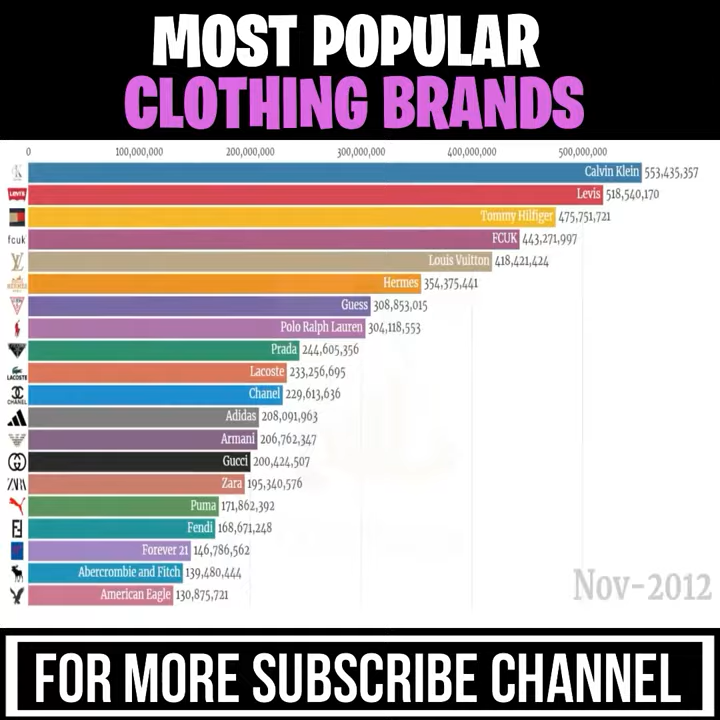 MOST POPULAR
CLOTHING BRANDS
0 100,000,000 200,000,000 300,000,000 400,000,000 500,000,000
Calvin Klein 553,435,357
LEVI'S Levis 518,540,170
Tommy Hilfiger 475,751,721
fcuk FCUK 443,271,997
LV Louis Vuitton 418,421,424
HERMES Hermes 354,375,441
Guess 308,853,015
Polo Ralph Lauren 304,118,553
Prada 244,605,356
LACOSTE Lacoste 233,256,695
CHANEL Chanel 229,613,636
Adidas 208,091,963
Armani 206,762,347
Gucci 200,424,507
ZARA Zara 195,340,576
Puma 171,862,392
Fendi 168,671,248
Forever 21 146,786,562
Abercrombie and Fitch 139,480,444
American Eagle 130,875,721
Nov-2012
FOR MORE SUBSCRIBE CHANNEL